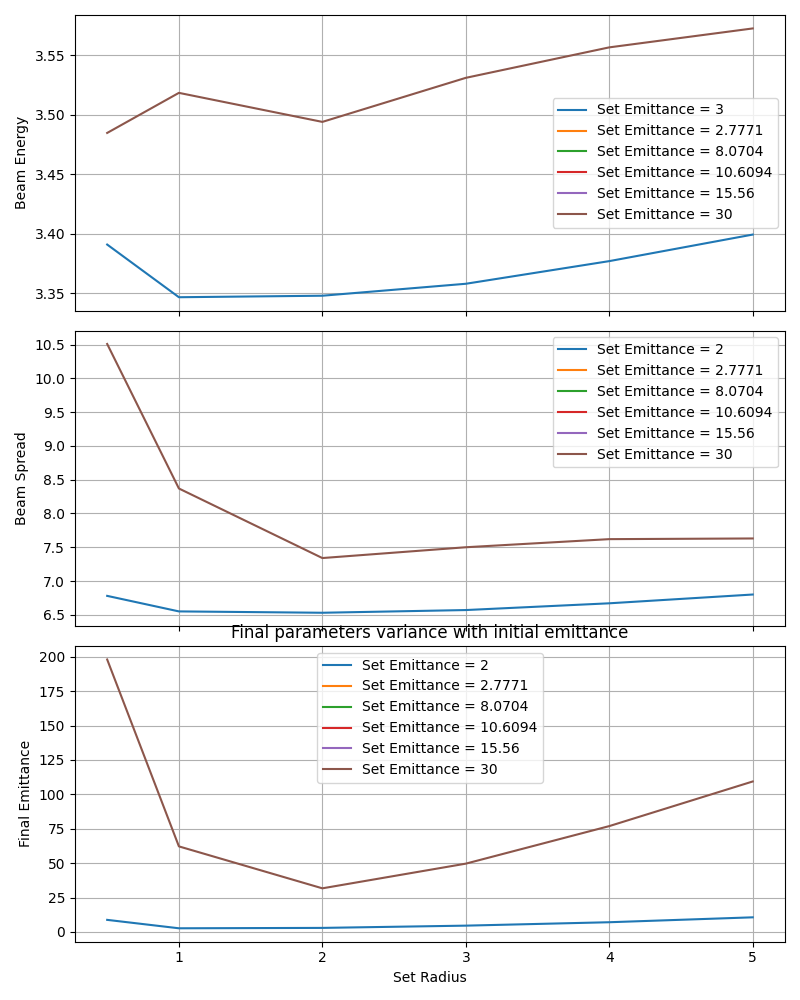 3.55
3.50
3.45
3.40
3.35
Beam Energy
Set Emittance = 3
Set Emittance = 2.7771
Set Emittance = 8.0704
Set Emittance = 10.6094
Set Emittance = 15.56
Set Emittance = 30
10.5
10.0
9.5
9.0
8.5
8.0
7.5
7.0
6.5
Beam Spread
Set Emittance = 2
Set Emittance = 2.7771
Set Emittance = 8.0704
Set Emittance = 10.6094
Set Emittance = 15.56
Set Emittance = 30
Final parameters variance with initial emittance
200
175
150
125
100
75
50
25
0
Final Emittance
Set Emittance = 2
Set Emittance = 2.7771
Set Emittance = 8.0704
Set Emittance = 10.6094
Set Emittance = 15.56
Set Emittance = 30
1 2 3 4 5
Set Radius